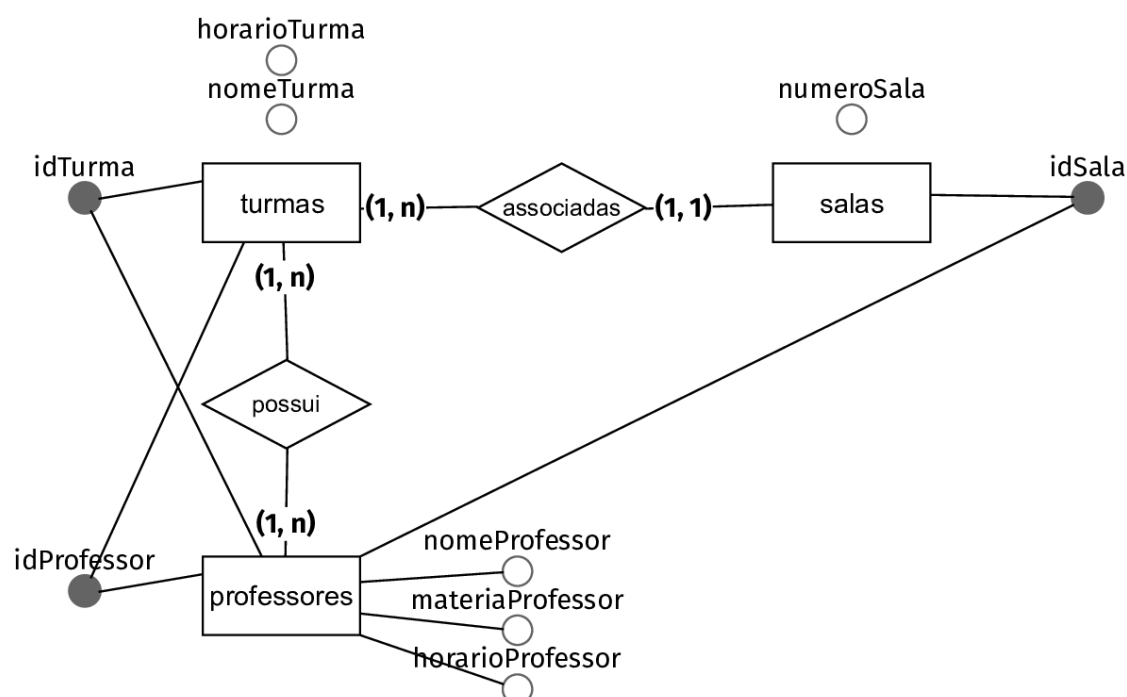 horarioTurma
nomeTurma
numeroSala
idTurma
idSala
turmas
(1, n)
associadas
(1, 1)
salas
(1, n)
possui
(1, n)
nomeProfessor
idProfessor
professores
materiaProfessor
horarioProfessor